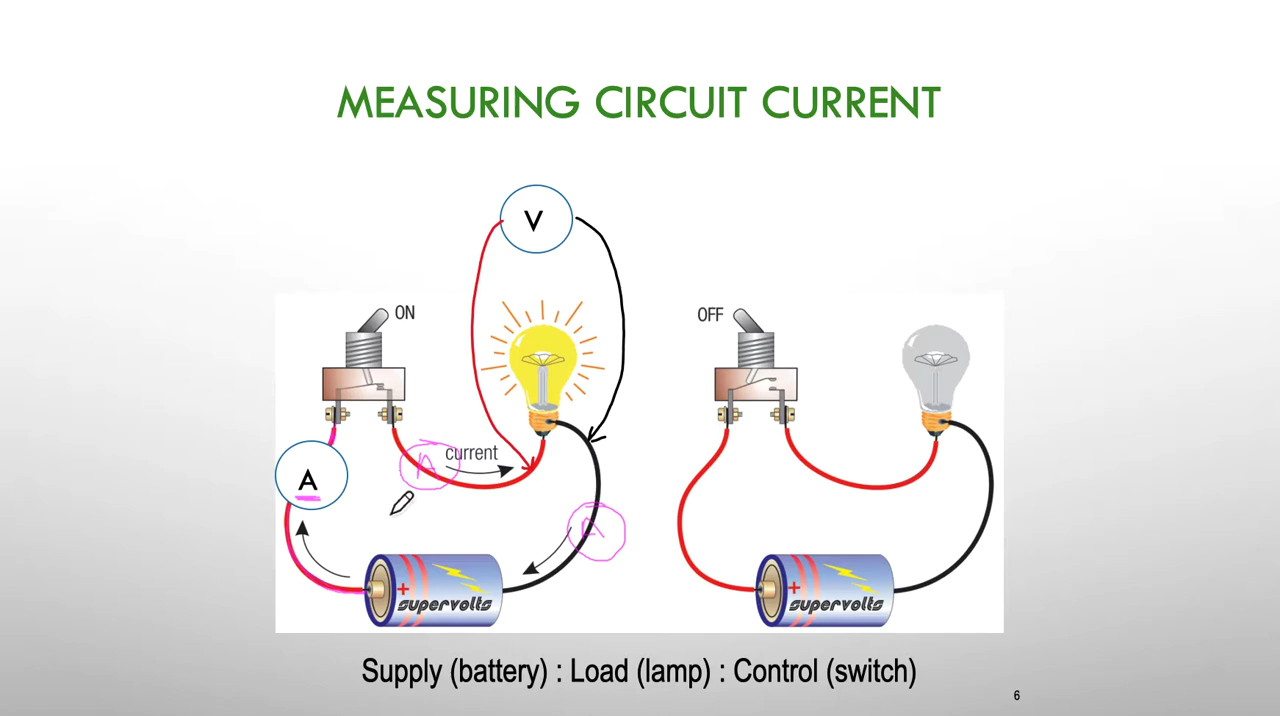 MEASURING CIRCUIT CURRENT
V
ON
OFF
current
A
A
A
+
supervolts
+
supervolts
Supply (battery) : Load (lamp) : Control (switch)
6